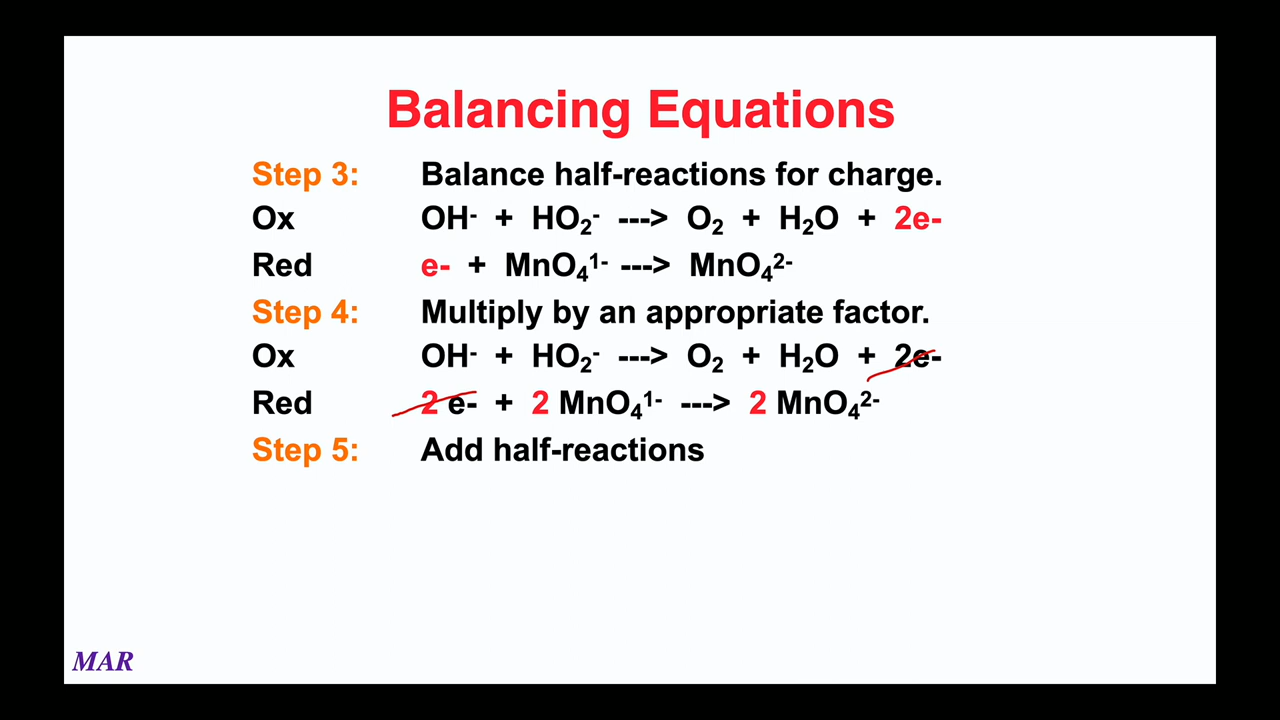 Balancing Equations
Step 3: Balance half-reactions for charge.
Ox OH⁻ + HO₂⁻ ---> O₂ + H₂O + 2e-
Red e- + MnO₄¹⁻ ---> MnO₄²⁻
Step 4: Multiply by an appropriate factor.
Ox OH⁻ + HO₂⁻ ---> O₂ + H₂O + 2e-
Red 2 e- + 2 MnO₄¹⁻ ---> 2 MnO₄²⁻
Step 5: Add half-reactions
MAR